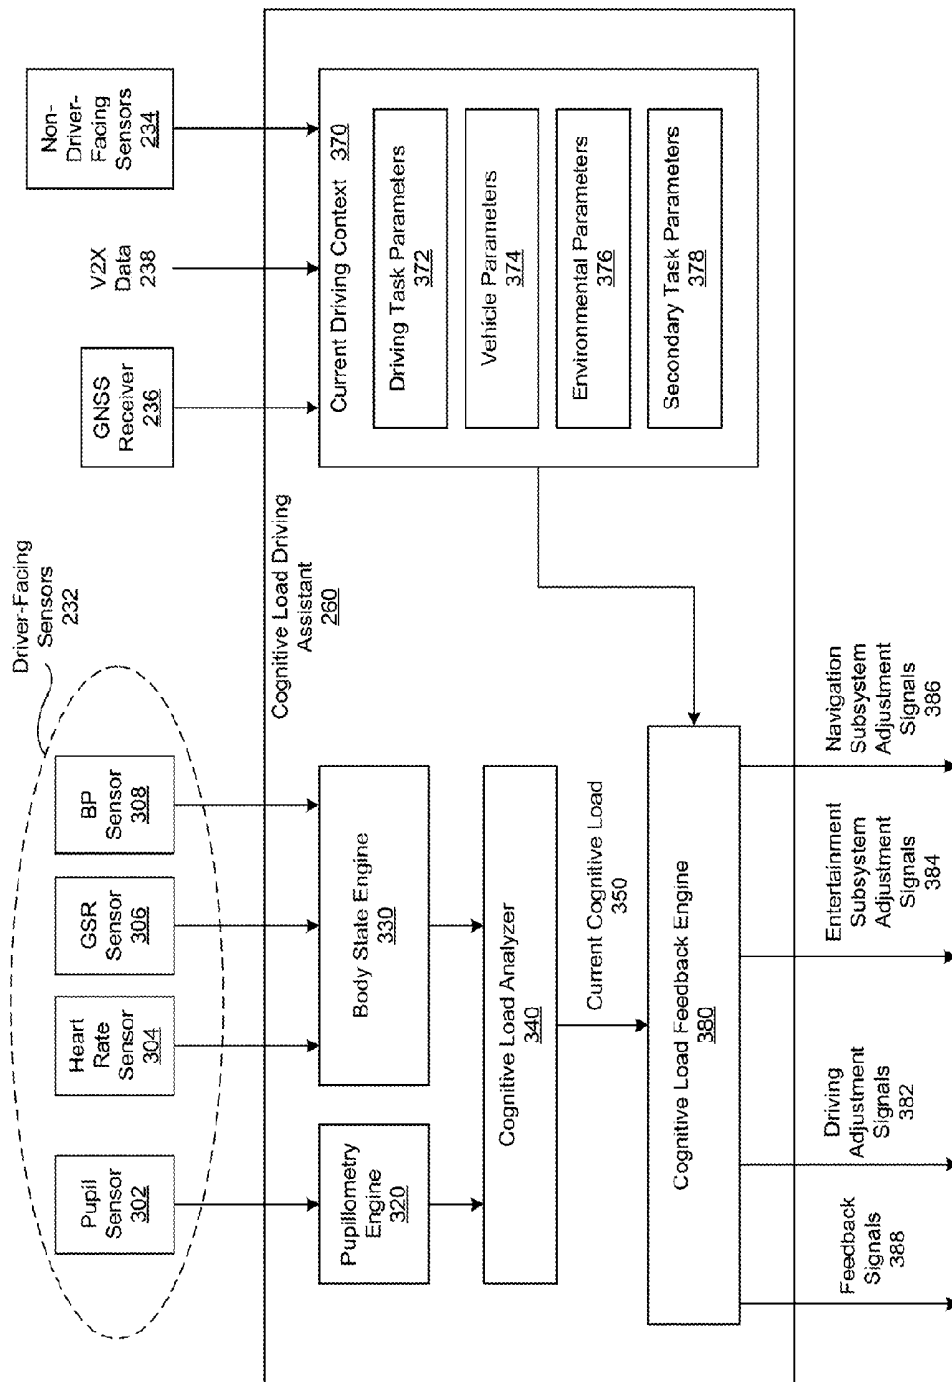 Driver-Facing
Sensors
232
Pupil
Sensor
302
Heart
Rate
Sensor
304
GSR
Sensor
306
BP
Sensor
308
GNSS
Receiver
236
V2X
Data
238
Non-
Driver-
Facing
Sensors
234
Cognitive Load Driving
Assistant
260
Pupillometry
Engine
320
Body State Engine
330
Cognitive Load Analyzer
340
Current Cognitive Load
350
Current Driving Context 370
Driving Task Parameters
372
Vehicle Parameters
374
Environmental Parameters
376
Secondary Task Parameters
378
Cognitive Load Feedback Engine
380
Feedback
Signals
388
Driving
Adjustment
Signals
382
Entertainment
Subsystem
Adjustment
Signals
384
Navigation
Subsystem
Adjustment
Signals
386